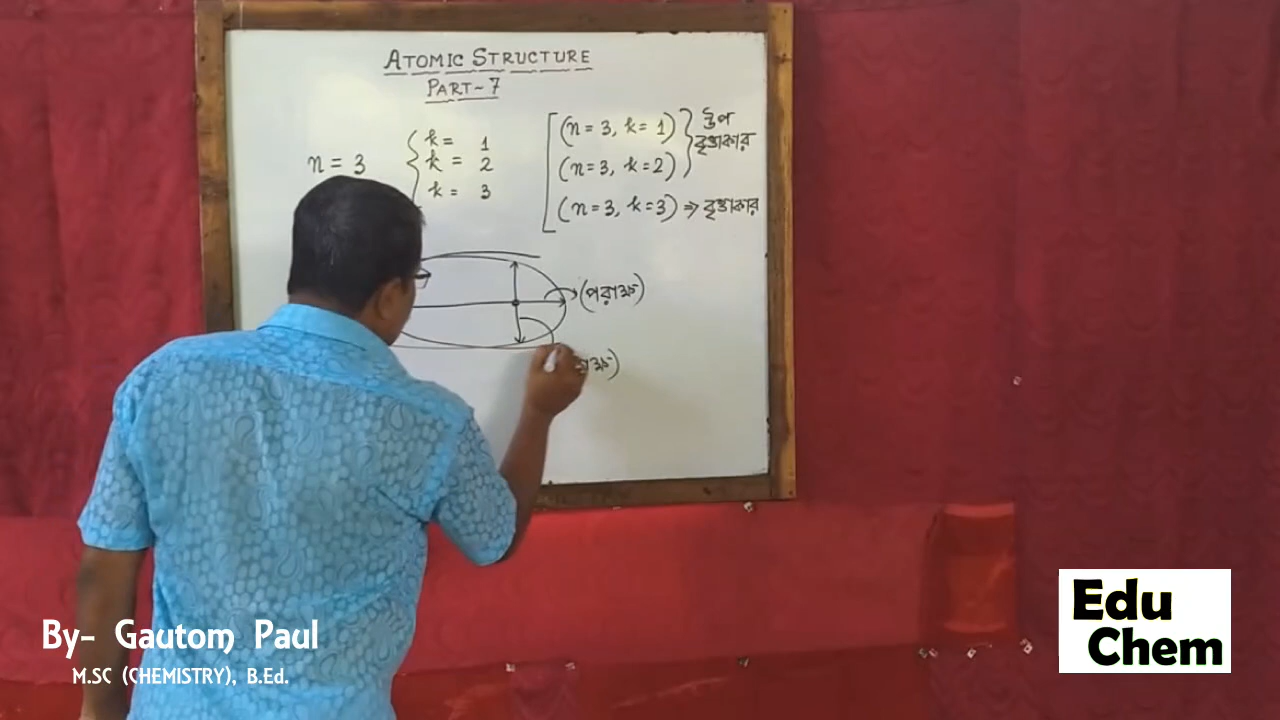 ATOMIC STRUCTURE
PART~7
n = 3
k = 1
k = 2
k = 3
(n = 3, k = 1)
(n = 3, k = 2)
উপ
বৃত্তাকার
(n = 3, k = 3) ⇒ বৃত্তাকার
(পরাক্ষ)
By- Gautom Paul
M.SC (CHEMISTRY), B.Ed.
Edu
Chem